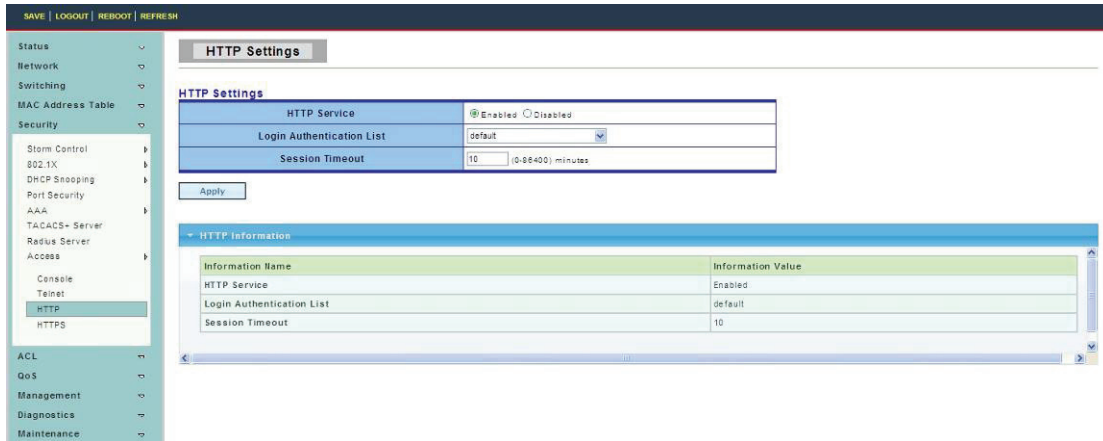 SAVE | LOGOUT | REBOOT | REFRESH
Status
Network
Switching
MAC Address Table
Security
Storm Control
802.1X
DHCP Snooping
Port Security
AAA
TACACS+ Server
Radius Server
Access
Console
Telnet
HTTP
HTTPS
ACL
QoS
Management
Diagnostics
Maintenance
HTTP Settings
HTTP Settings
HTTP Service Enabled Disabled
Login Authentication List default
Session Timeout 10 (0-86400) minutes
Apply
HTTP Information
Information Name Information Value
HTTP Service Enabled
Login Authentication List default
Session Timeout 10